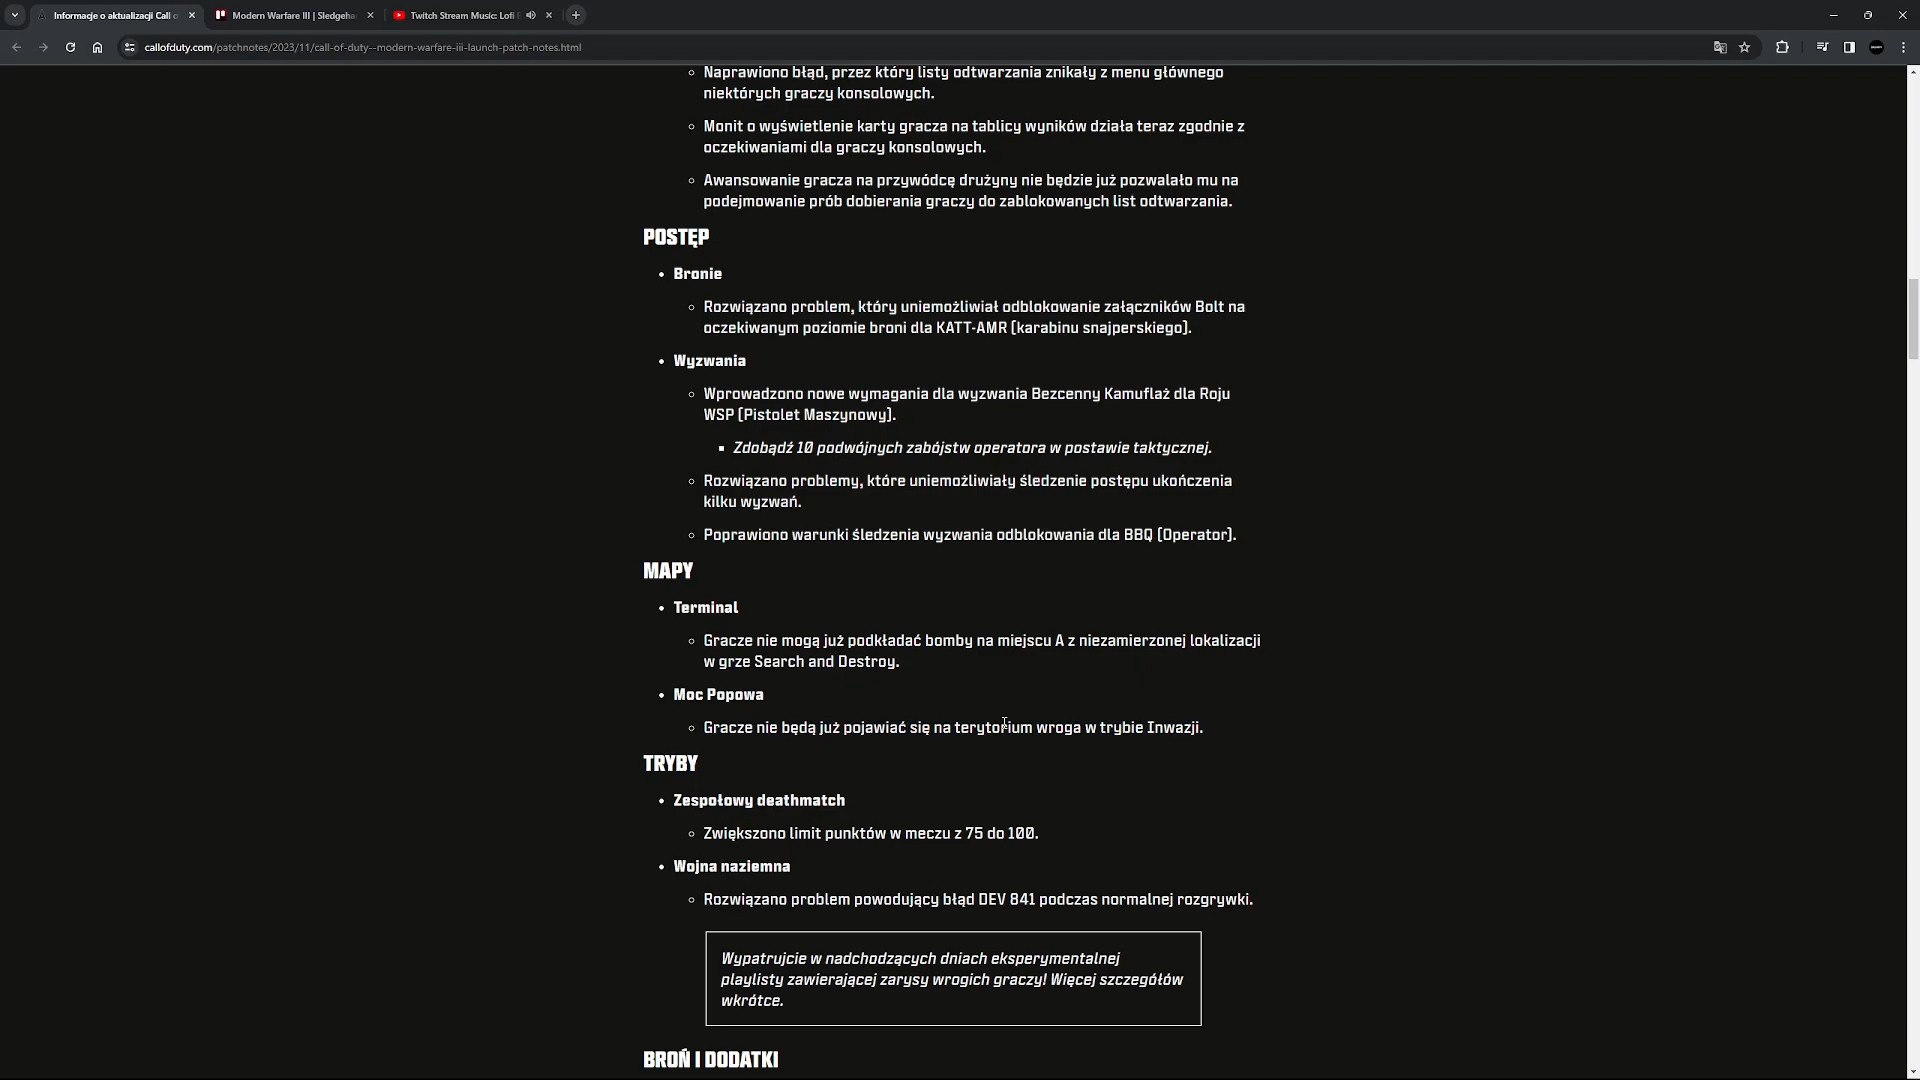 Informacje o aktualizacji Call o
Modern Warfare III | Sledgeha
Twitch Stream Music: Lofi
callofduty.com/patchnotes/2023/11/call-of-duty--modern-warfare-iii-launch-patch-notes.html
Naprawiono błąd, przez który listy odtwarzania znikały z menu głównego
niektórych graczy konsolowych.
Monit o wyświetlenie karty gracza na tablicy wyników działa teraz zgodnie z
oczekiwaniami dla graczy konsolowych.
Awansowanie gracza na przywódcę drużyny nie będzie już pozwalało mu na
podejmowanie prób dobierania graczy do zablokowanych list odtwarzania.
POSTĘP
Bronie
Rozwiązano problem, który uniemożliwiał odblokowanie załączników Bolt na
oczekiwanym poziomie broni dla KATT-AMR [karabinu snajperskiego].
Wyzwania
Wprowadzono nowe wymagania dla wyzwania Bezcenny Kamuflaż dla Roju
WSP [Pistolet Maszynowy].
Zdobądź 10 podwójnych zabójstw operatora w postawie taktycznej.
Rozwiązano problemy, które uniemożliwiały śledzenie postępu ukończenia
kilku wyzwań.
Poprawiono warunki śledzenia wyzwania odblokowania dla BBQ [Operator].
MAPY
Terminal
Gracze nie mogą już podkładać bomby na miejscu A z niezamierzonej lokalizacji
w grze Search and Destroy.
Moc Popowa
Gracze nie będą już pojawiać się na terytorium wroga w trybie Inwazji.
TRYBY
Zespołowy deathmatch
Zwiększono limit punktów w meczu z 75 do 100.
Wojna naziemna
Rozwiązano problem powodujący błąd DEV 841 podczas normalnej rozgrywki.
Wypatrujcie w nadchodzących dniach eksperymentalnej
playlisty zawierającej zarysy wrogich graczy! Więcej szczegółów
wkrótce.
BROŃ I DODATKI